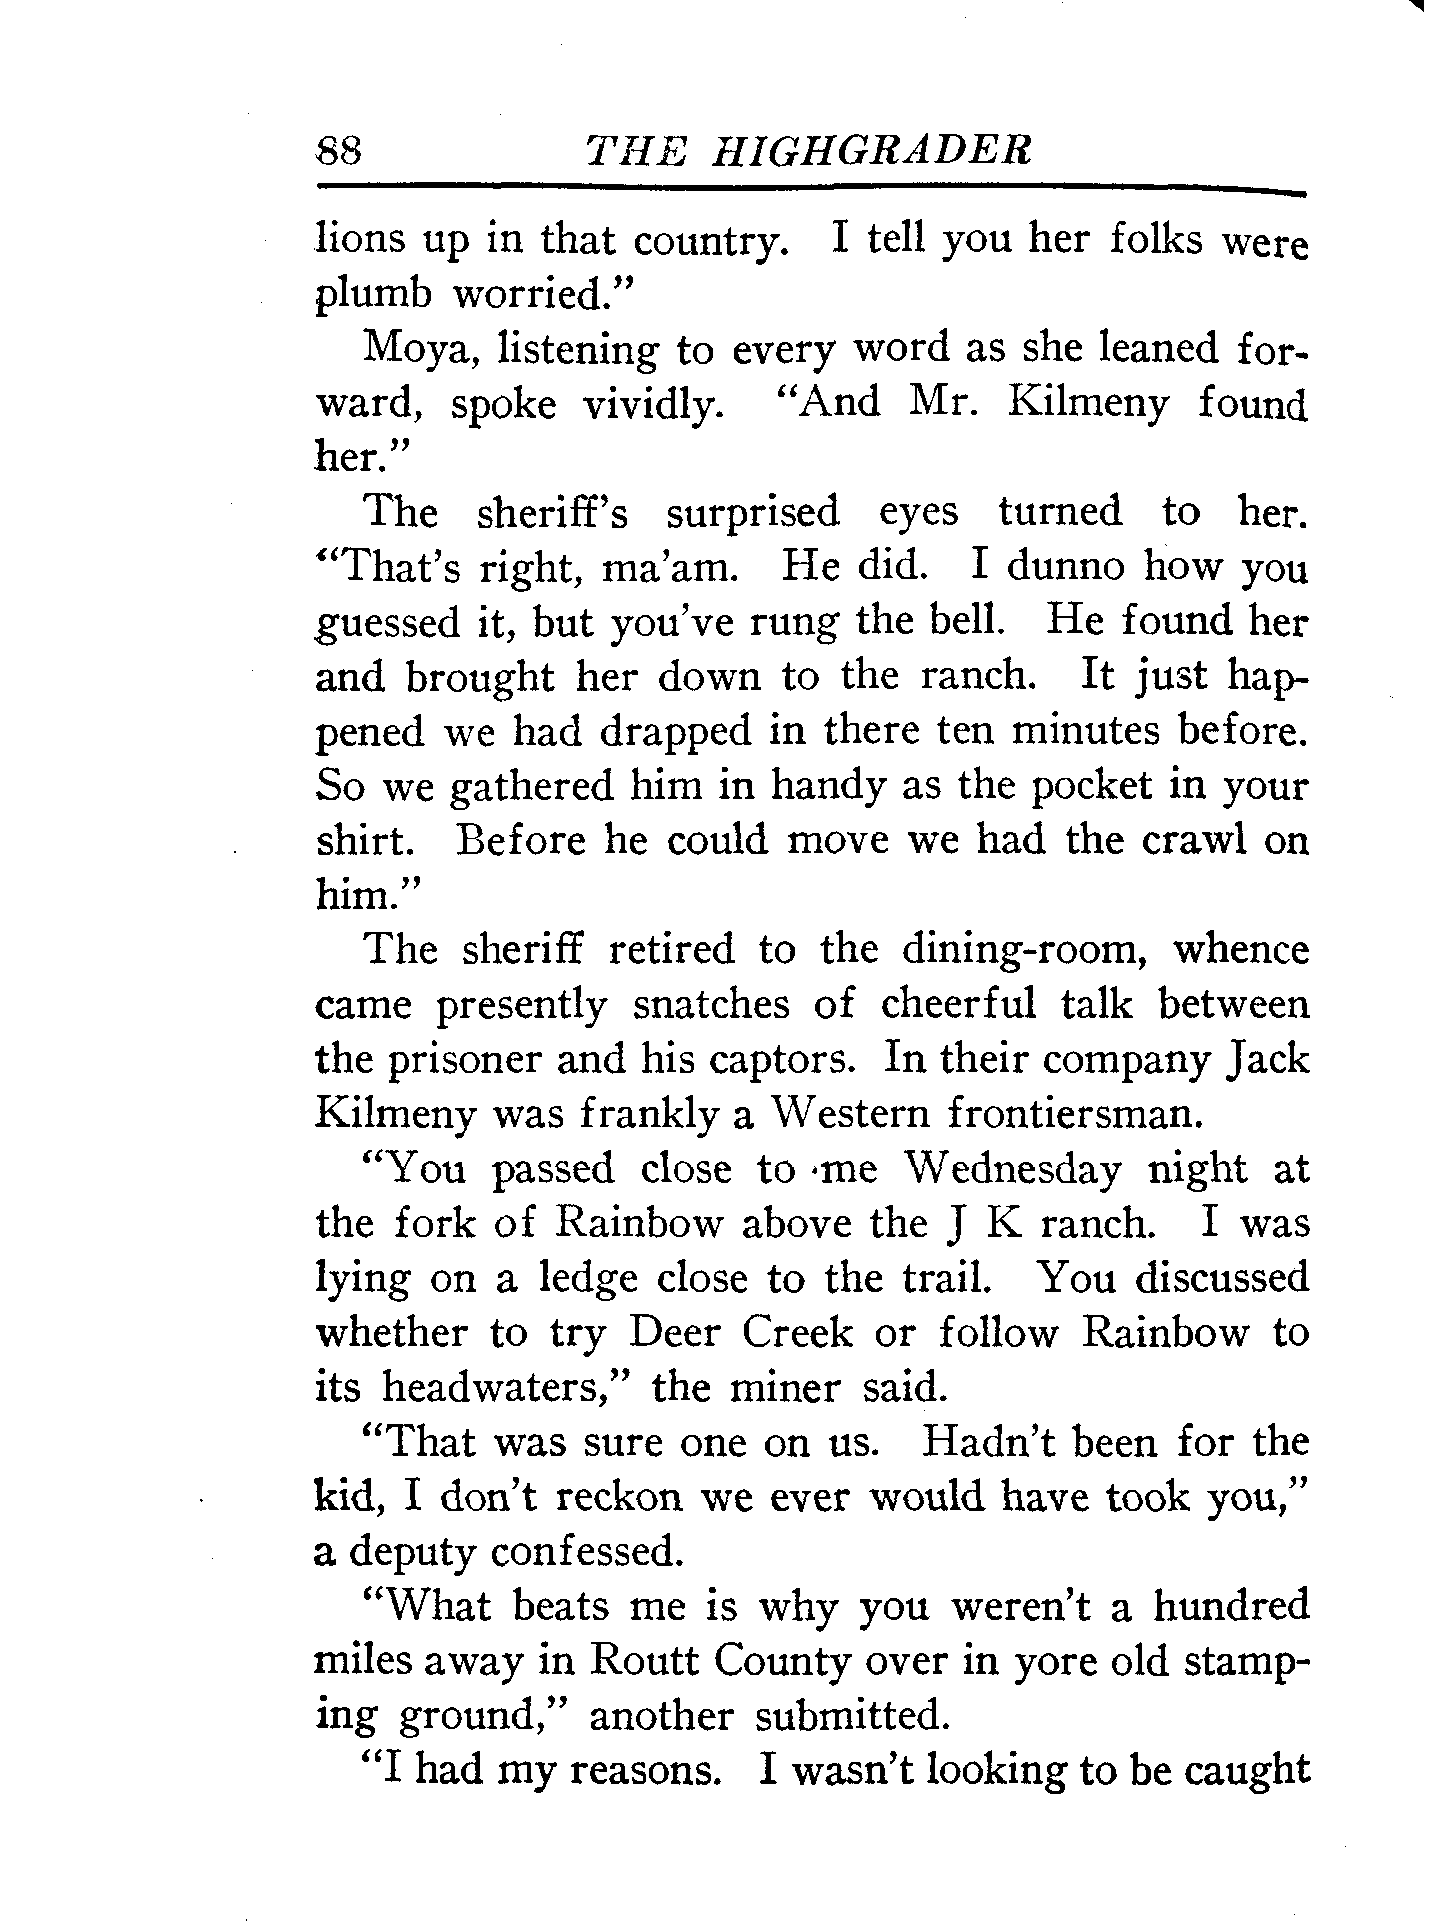 88 THE HIGHGRADER
lions up in that country. I tell you her folks were
plumb worried.”
Moya, listening to every word as she leaned for-
ward, spoke vividly. “And Mr. Kilmeny found
her.”
The sheriff’s surprised eyes turned to her.
“That’s right, ma’am. He did. I dunno how you
guessed it, but you’ve rung the bell. He found her
and brought her down to the ranch. It just hap-
pened we had drapped in there ten minutes before.
So we gathered him in handy as the pocket in your
shirt. Before he could move we had the crawl on
him.”
The sheriff retired to the dining-room, whence
came presently snatches of cheerful talk between
the prisoner and his captors. In their company Jack
Kilmeny was frankly a Western frontiersman.
“You passed close to me Wednesday night at
the fork of Rainbow above the J K ranch. I was
lying on a ledge close to the trail. You discussed
whether to try Deer Creek or follow Rainbow to
its headwaters,” the miner said.
“That was sure one on us. Hadn’t been for the
kid, I don’t reckon we ever would have took you,”
a deputy confessed.
“What beats me is why you weren’t a hundred
miles away in Routt County over in yore old stamp-
ing ground,” another submitted.
“I had my reasons. I wasn’t looking to be caught